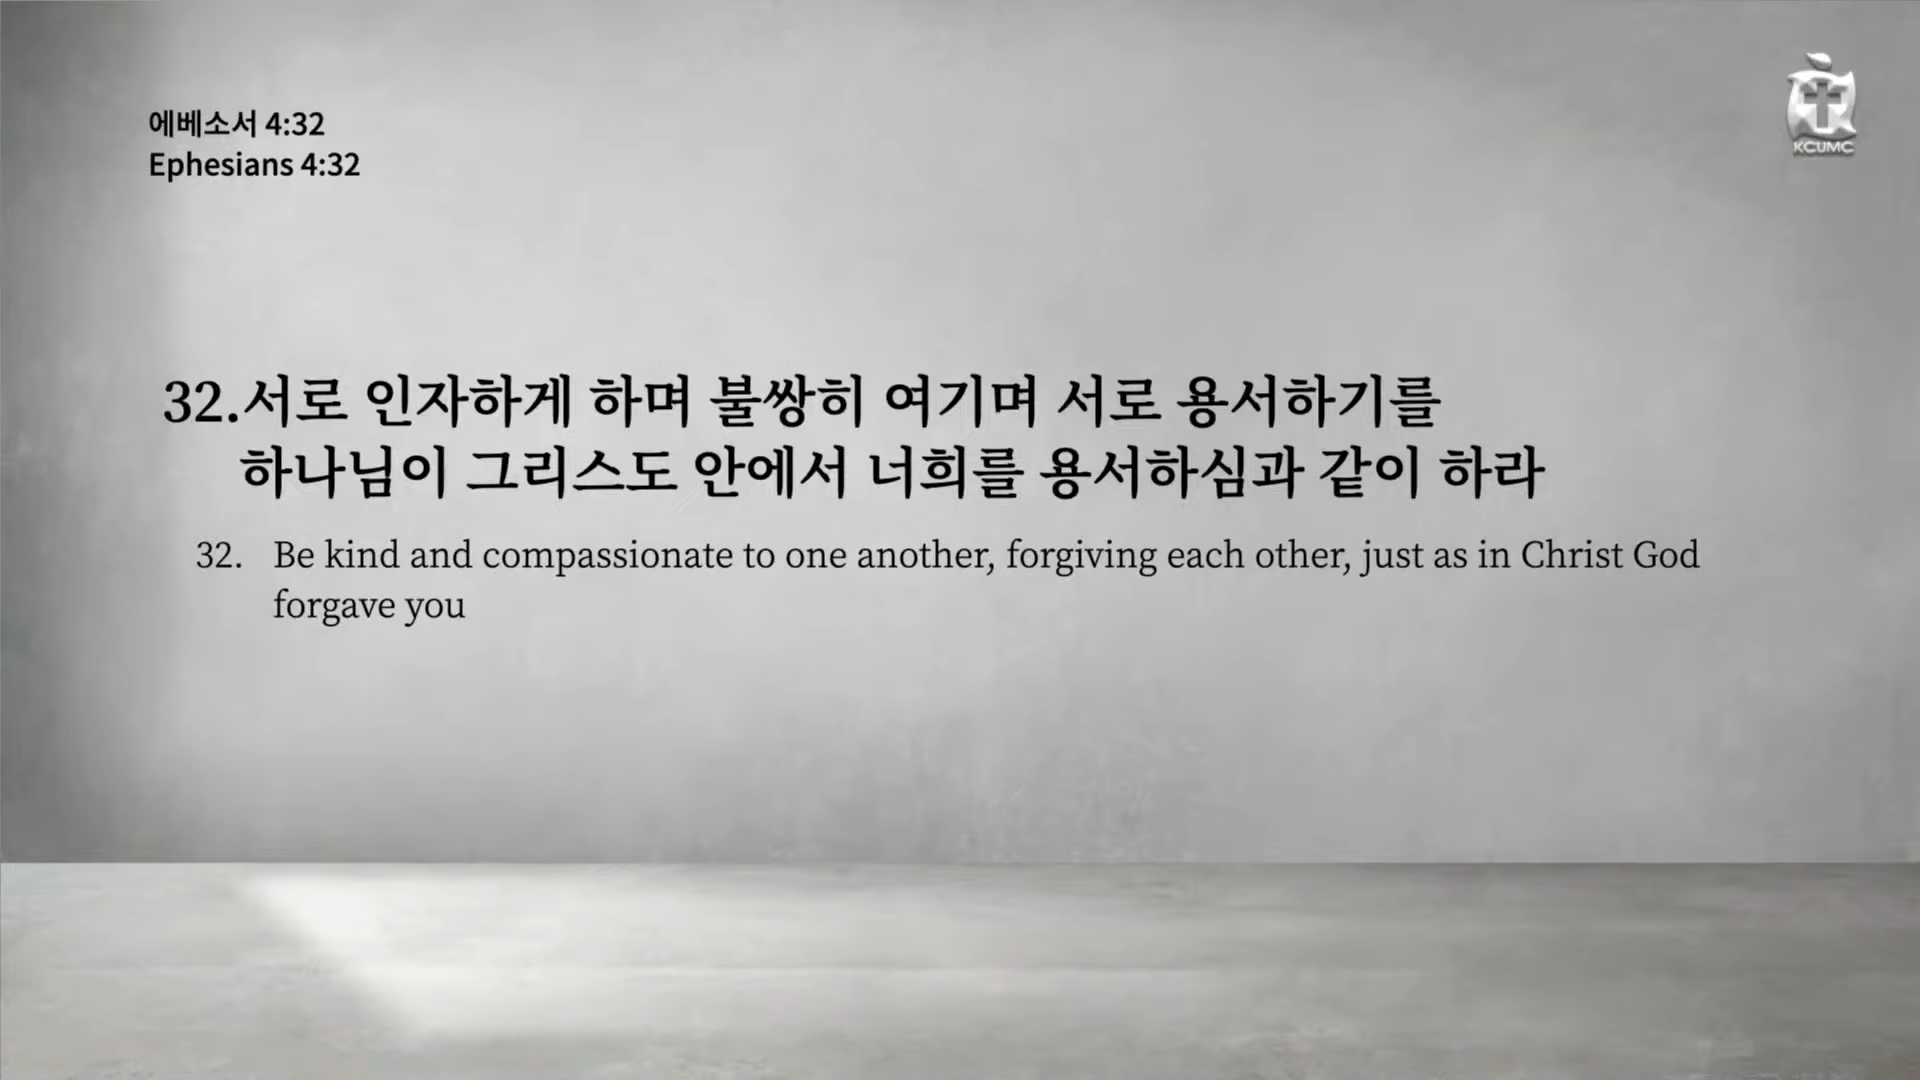 에베소서 4:32
Ephesians 4:32
KCUMC
32.서로 인자하게 하며 불쌍히 여기며 서로 용서하기를
하나님이 그리스도 안에서 너희를 용서하심과 같이 하라
32. Be kind and compassionate to one another, forgiving each other, just as in Christ God
forgave you